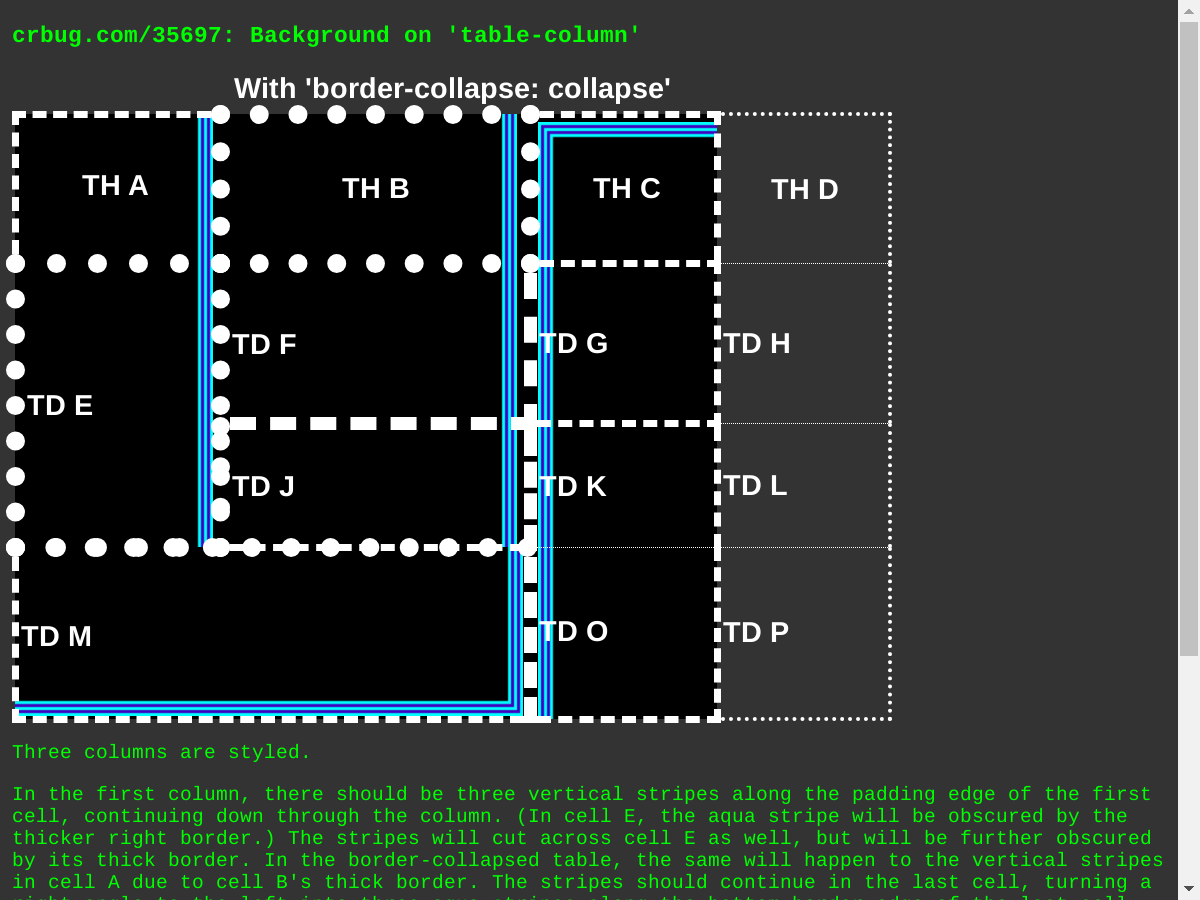 crbug.com/35697: Background on 'table-column'
With 'border-collapse: collapse'
TH A
TH B
TH C
TH D
TD E
TD F
TD G
TD H
TD J
TD K
TD L
TD M
TD O
TD P
Three columns are styled.
In the first column, there should be three vertical stripes along the padding edge of the first
cell, continuing down through the column. (In cell E, the aqua stripe will be obscured by the
thicker right border.) The stripes will cut across cell E as well, but will be further obscured
by its thick border. In the border-collapsed table, the same will happen to the vertical stripes
in cell A due to cell B's thick border. The stripes should continue in the last cell, turning a